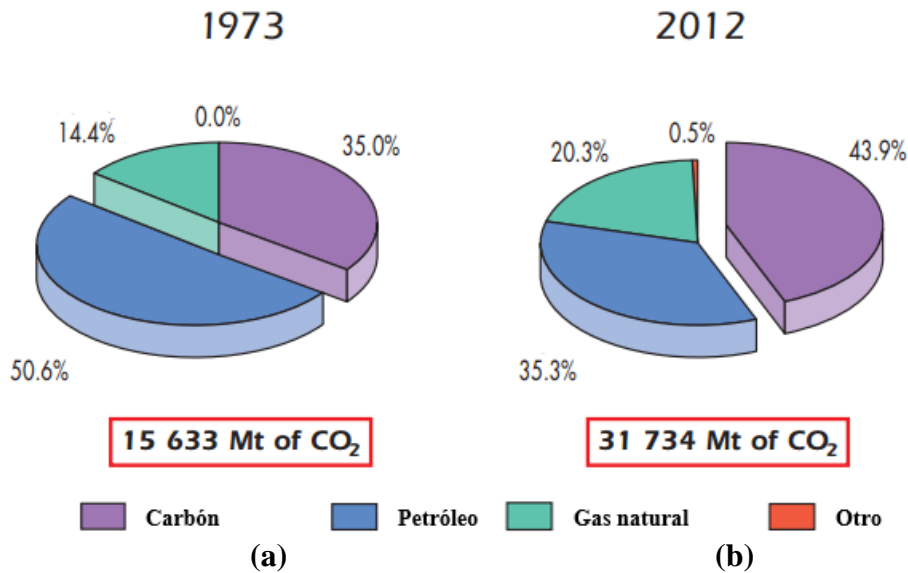 1973 2012
0.0%
14.4% 35.0%
50.6%
0.5%
20.3% 43.9%
35.3%
15 633 Mt of CO₂ 31 734 Mt of CO₂
Carbón Petróleo Gas natural Otro
(a) (b)